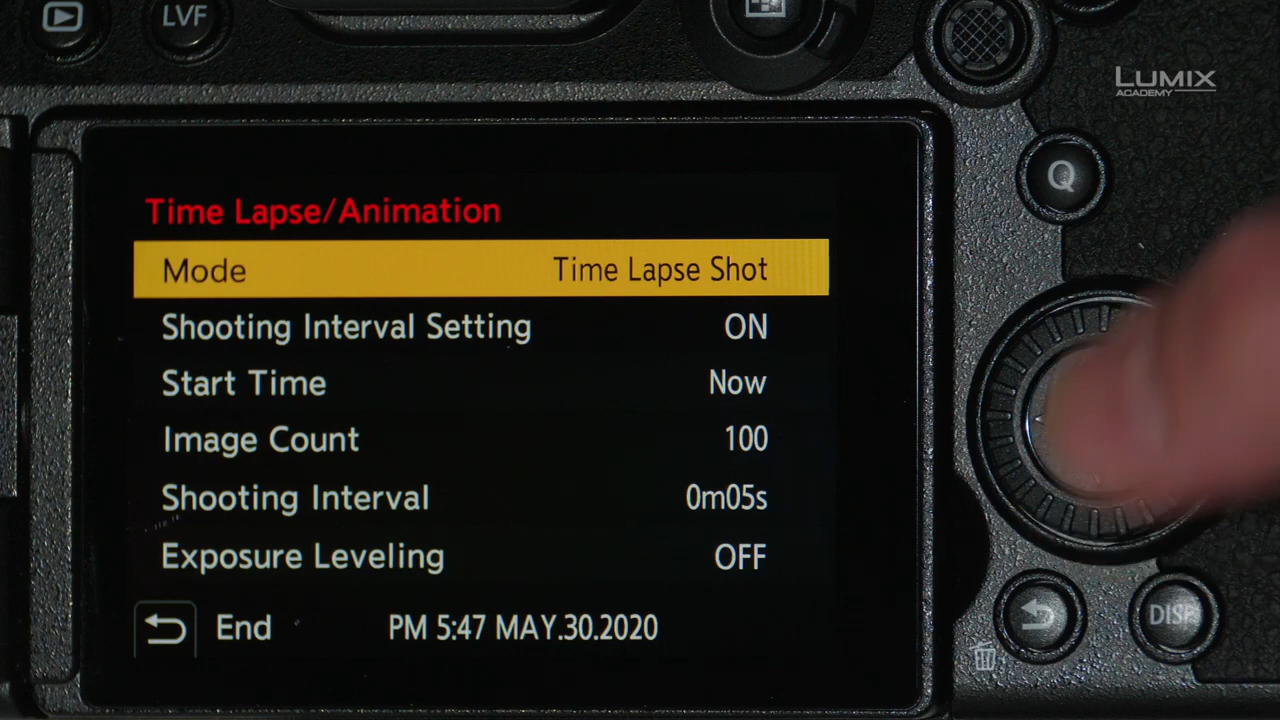 LVF
LUMIX
ACADEMY
Q
Time Lapse/Animation
Mode Time Lapse Shot
Shooting Interval Setting ON
Start Time Now
Image Count 100
Shooting Interval 0m05s
Exposure Leveling OFF
End PM 5:47 MAY.30.2020
DISP